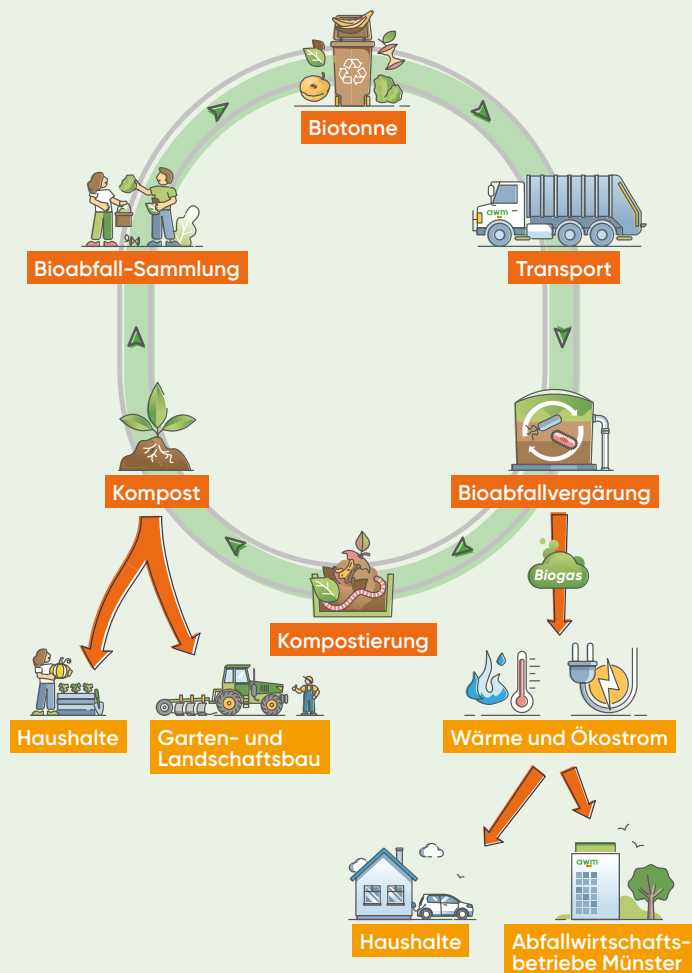 Biotonne
awm
Bioabfall-Sammlung
Transport
Kompost
Bioabfallvergärung
Biogas
Kompostierung
Haushalte
Garten- und
Landschaftsbau
Wärme und Ökostrom
awm
Haushalte
Abfallwirtschafts-
betriebe Münster